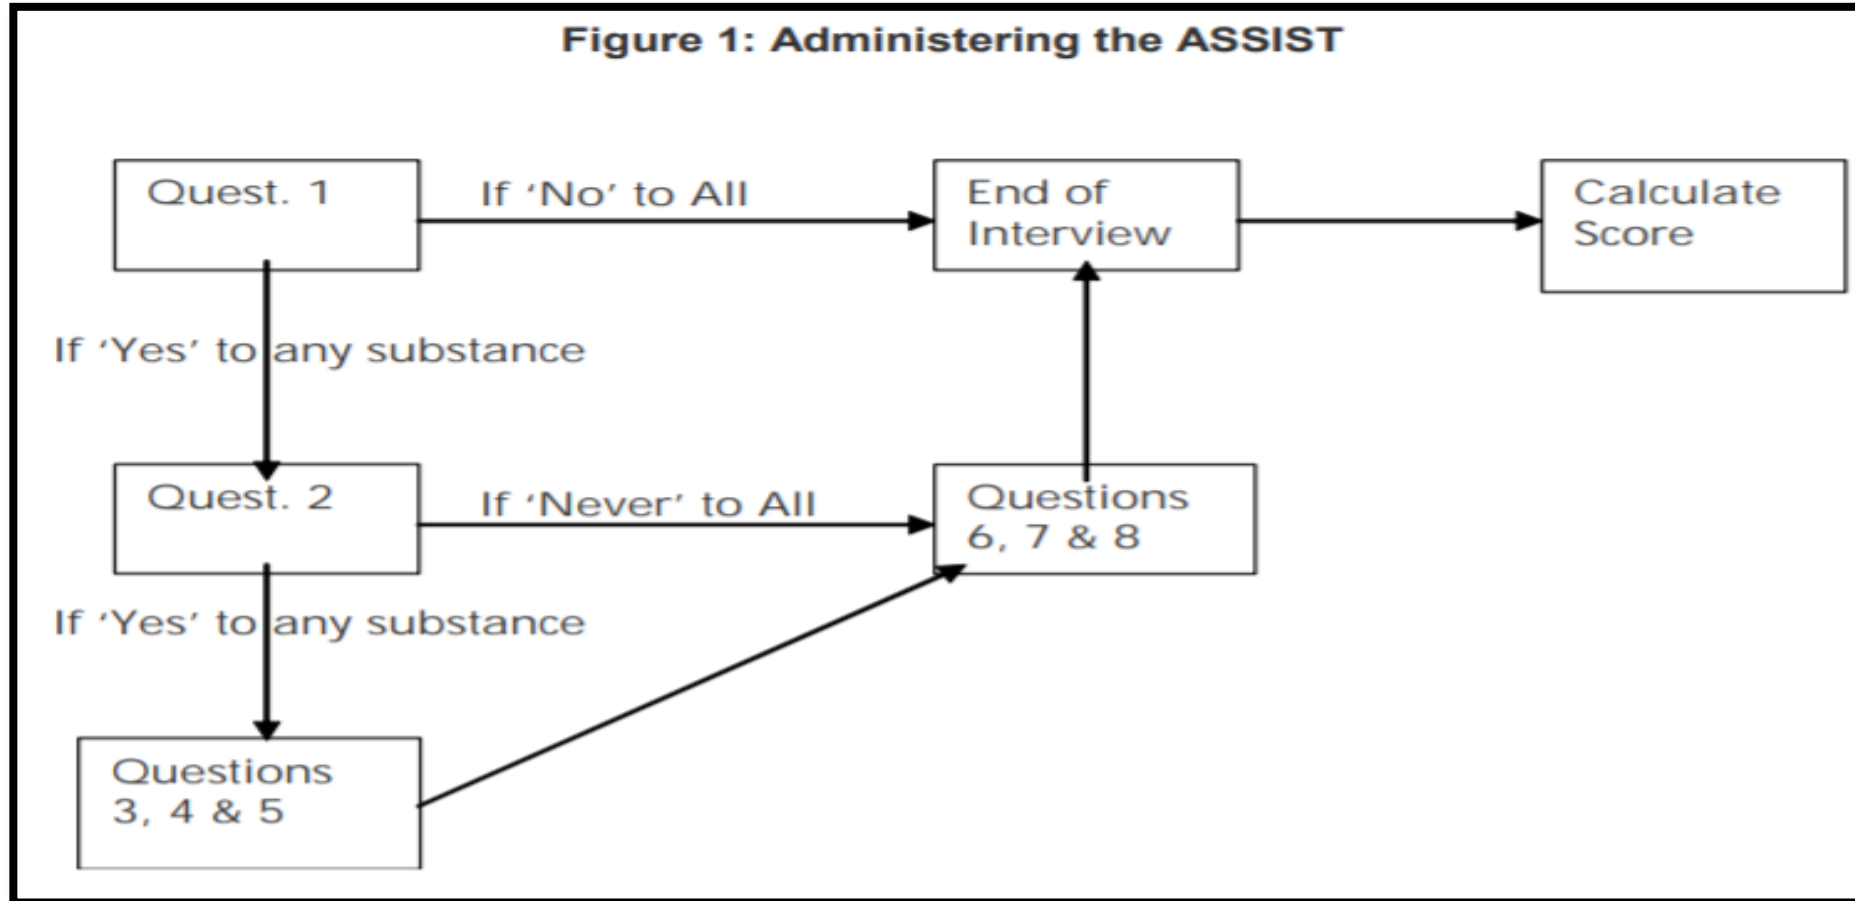 Figure 1: Administering the ASSIST
Quest. 1
If ‘No’ to All
End of
Interview
Calculate
Score
If ‘Yes’ to any substance
Quest. 2
If ‘Never’ to All
Questions
6, 7 & 8
If ‘Yes’ to any substance
Questions
3, 4 & 5